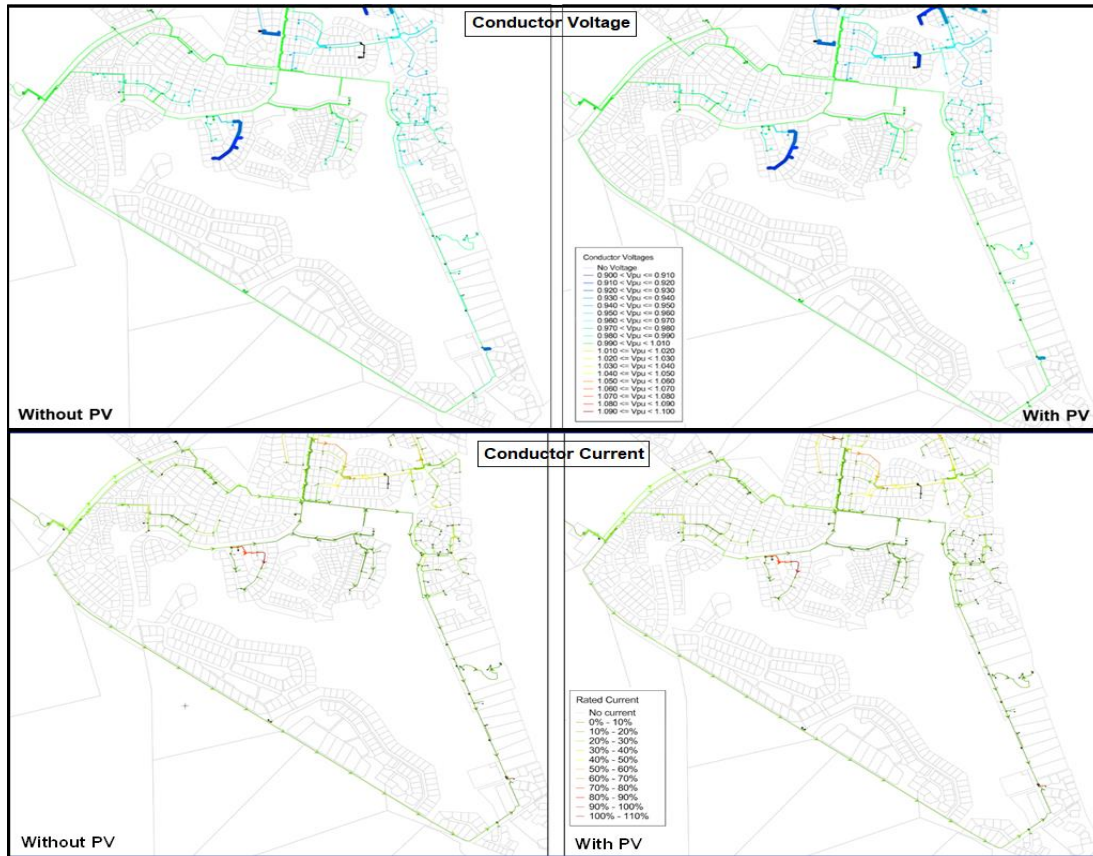 Conductor Voltage
Conductor Voltages
No Voltage
0.900 < Vpu <= 0.910
0.910 < Vpu <= 0.920
0.920 < Vpu <= 0.930
0.930 < Vpu <= 0.940
0.940 < Vpu <= 0.950
0.950 < Vpu <= 0.960
0.960 < Vpu <= 0.970
0.970 < Vpu <= 0.980
0.980 < Vpu <= 0.990
0.990 < Vpu < 1.010
1.010 <= Vpu < 1.020
1.020 <= Vpu < 1.030
1.030 <= Vpu < 1.040
1.040 <= Vpu < 1.050
1.050 <= Vpu < 1.060
1.060 <= Vpu < 1.070
1.070 <= Vpu < 1.080
1.080 <= Vpu < 1.090
1.090 <= Vpu < 1.100
Without PV
With PV
Conductor Current
Rated Current
No current
0% - 10%
10% - 20%
20% - 30%
30% - 40%
40% - 50%
50% - 60%
60% - 70%
70% - 80%
80% - 90%
90% - 100%
100% - 110%
Without PV
With PV